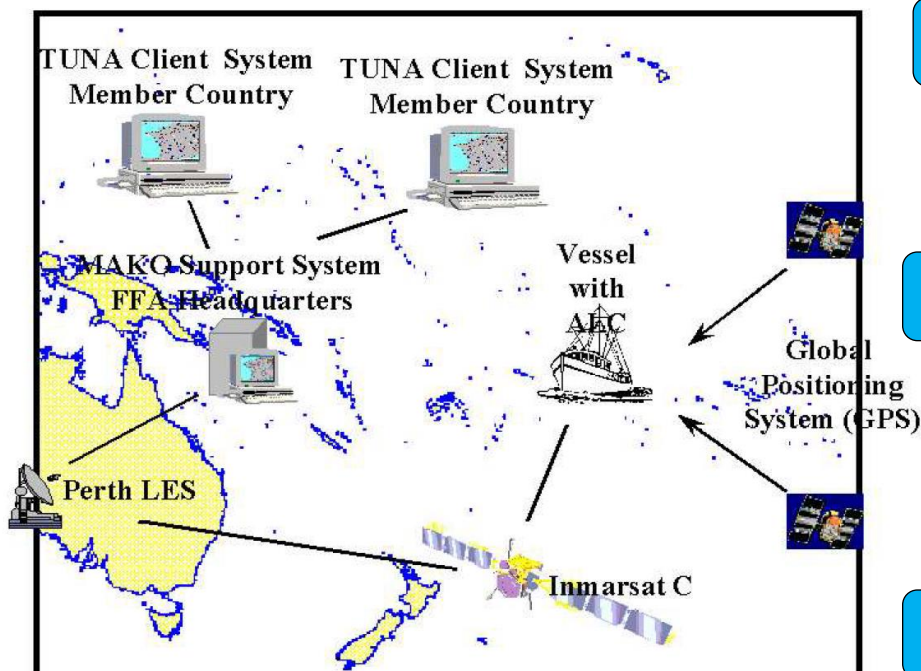 TUNA Client System
Member Country
TUNA Client System
Member Country
MAKO Support System
FFA Headquarters
Vessel
with
ALC
Global
Positioning
System (GPS)
Perth LES
Inmarsat C